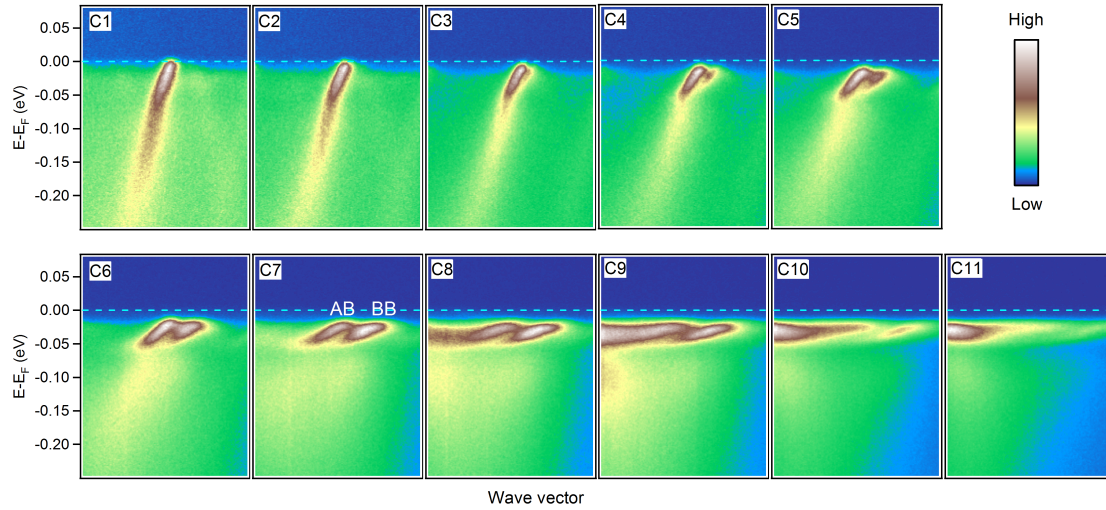 C1 C2 C3 C4 C5
High
Low
0.05
0.00
-0.05
-0.10
-0.15
-0.20
E-EF (eV)
C6 C7 C8 C9 C10 C11
AB BB
0.05
0.00
-0.05
-0.10
-0.15
-0.20
E-EF (eV)
Wave vector